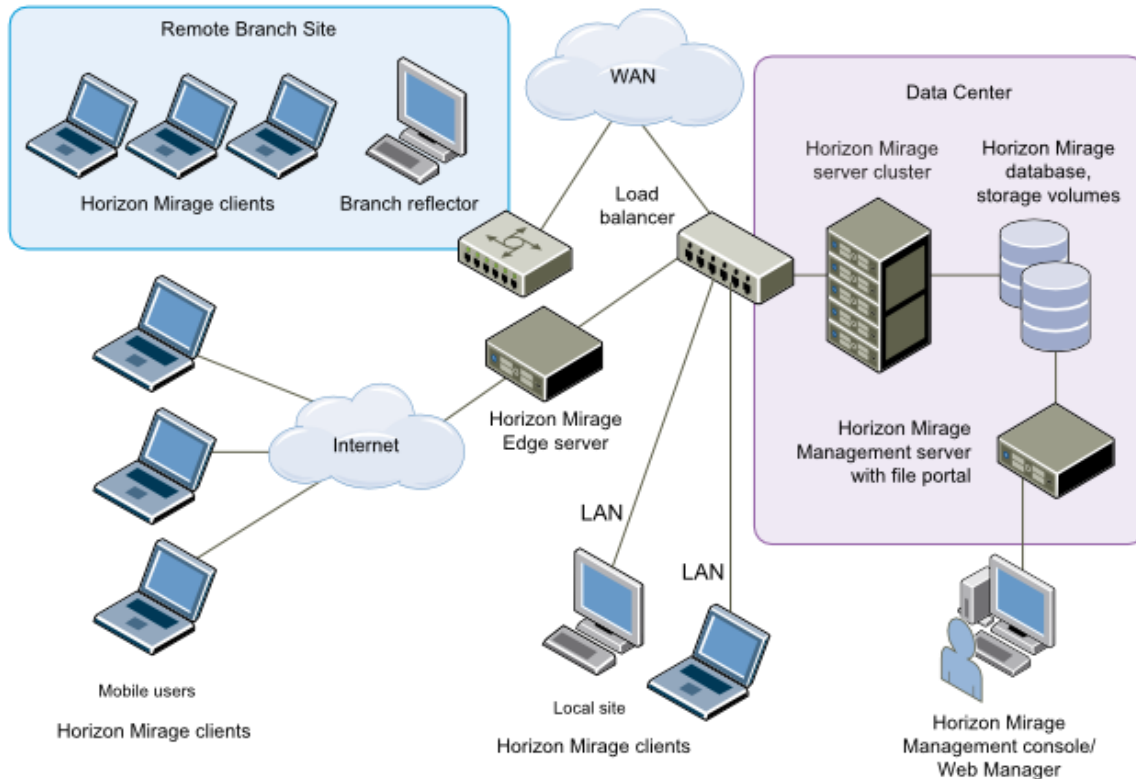 Remote Branch Site
Horizon Mirage clients
Branch reflector
WAN
Load
balancer
Data Center
Horizon Mirage
server cluster
Horizon Mirage
database,
storage volumes
Horizon Mirage
Edge server
Internet
Horizon Mirage
Management server
with file portal
LAN
LAN
Mobile users
Horizon Mirage clients
Local site
Horizon Mirage clients
Horizon Mirage
Management console/
Web Manager